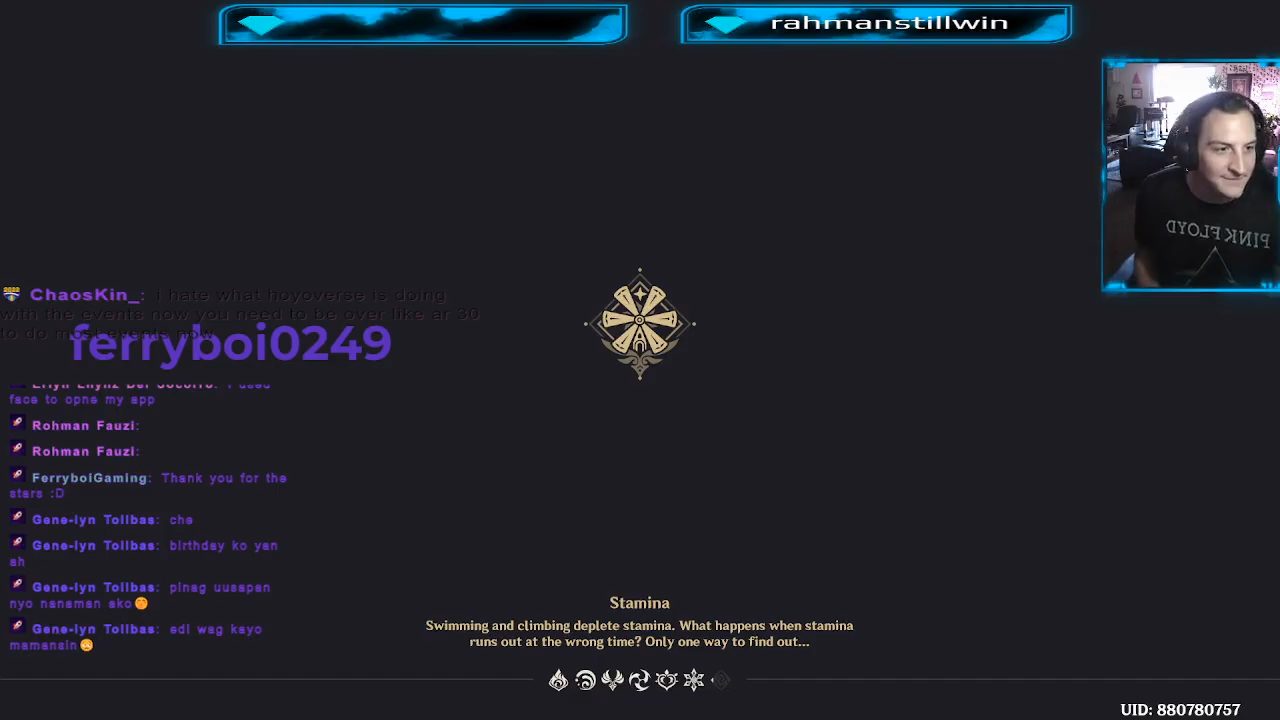 rahmanstillwin
PINK FLOYD
ChaosKin_: i hate what hoyoverse is doing
with the events now you need to be over like ar 30
to do most events now
ferryboi0249
face to opne my app
Rohman Fauzi:
Rohman Fauzi:
FerryboiGaming: Thank you for the
stars :D
Gene-lyn Tolibas: che
Gene-lyn Tolibas: birthday ko yan
ah
Gene-lyn Tolibas: pinag uusapan
nyo nanaman ako
Gene-lyn Tolibas: edi wag kayo
mamansin
Stamina
Swimming and climbing deplete stamina. What happens when stamina
runs out at the wrong time? Only one way to find out...
UID: 880780757